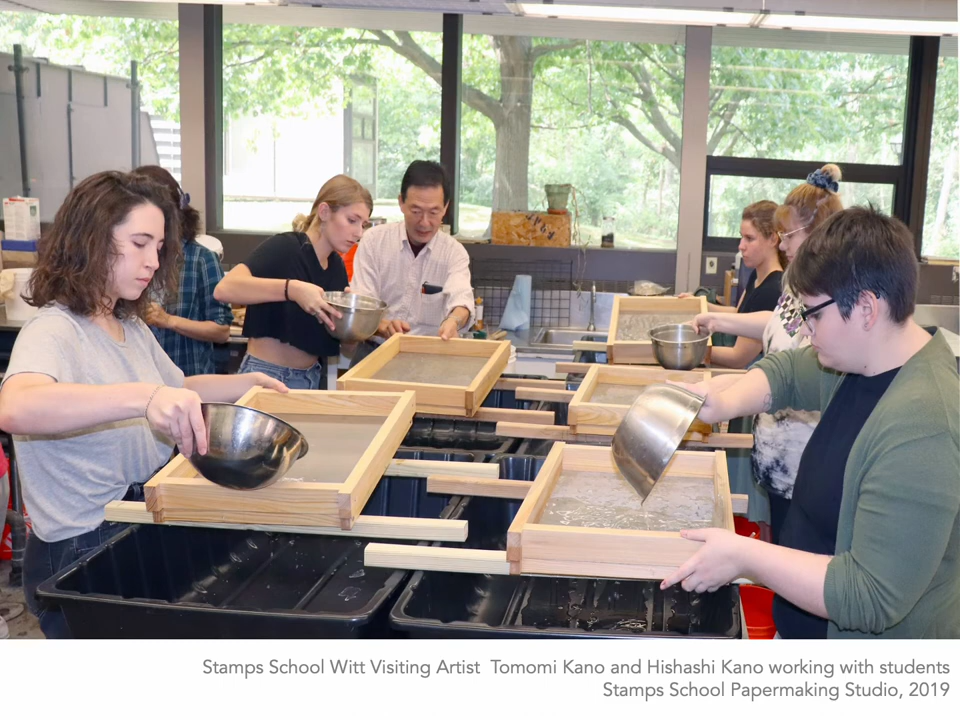 Stamps School Witt Visiting Artist  Tomomi Kano and Hishashi Kano working with students
Stamps School Papermaking Studio, 2019